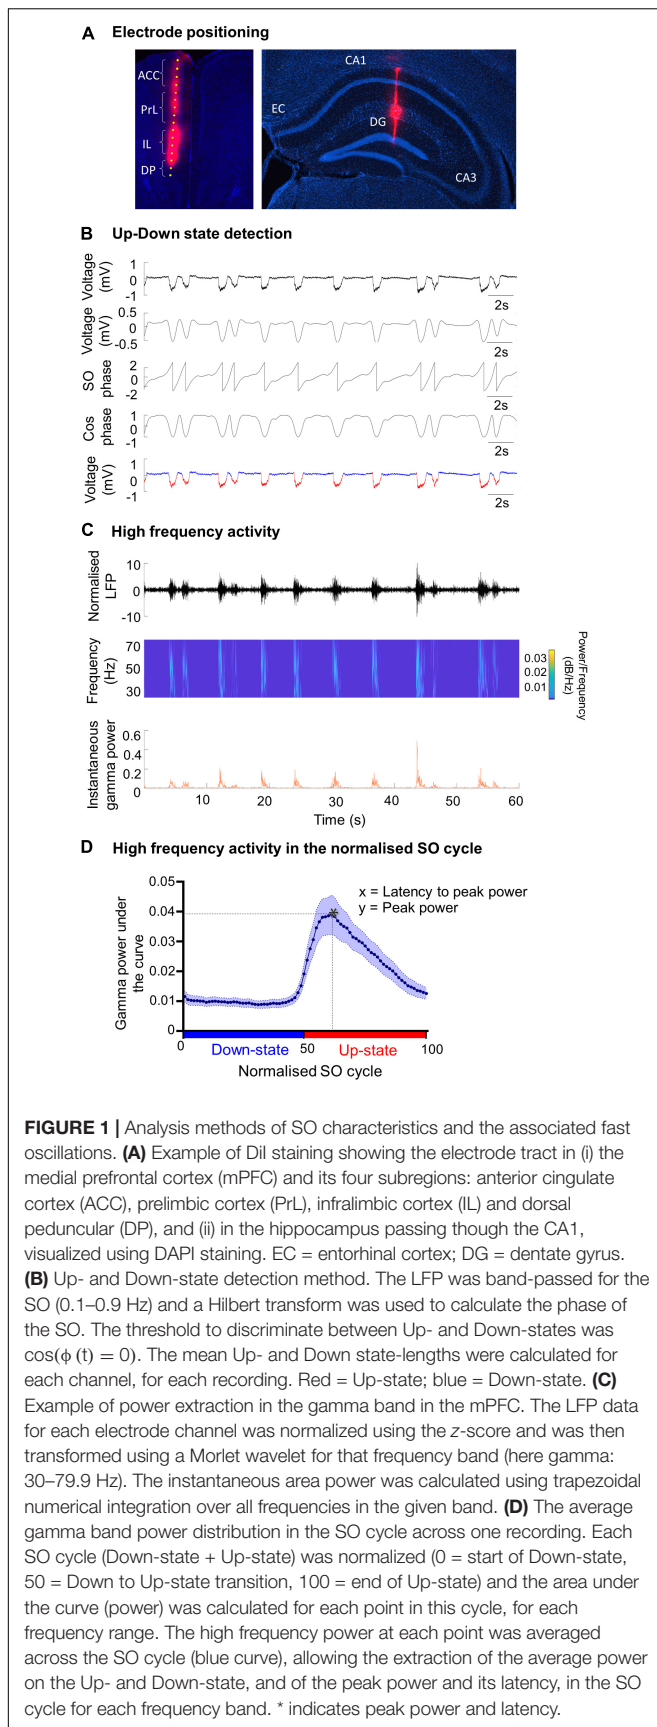 A Electrode positioning
ACC
PrL
IL
DP
CA1
EC
DG
CA3
B Up-Down state detection
Voltage
(mV)
1
0
-1
2s
Voltage
(mV)
0.5
0
-0.5
2s
SO
phase
2
0
-2
2s
Cos
phase
1
0
-1
2s
Voltage
(mV)
1
0
-1
2s
C High frequency activity
Normalised
LFP
10
0
-10
Frequency
(Hz)
70
50
30
0.03
0.02
0.01
Power/Frequency
(dB/Hz)
Instantaneous
gamma power
0.6
0.4
0.2
0
10 20 30 40 50 60
Time (s)
D High frequency activity in the normalised SO cycle
Gamma power under
the curve
0.05
0.04
0.03
0.02
0.01
0
x = Latency to peak power
y = Peak power
*
0 50 100
Down-state Up-state
Normalised SO cycle
FIGURE 1 | Analysis methods of SO characteristics and the associated fast
oscillations. (A) Example of DiI staining showing the electrode tract in (i) the
medial prefrontal cortex (mPFC) and its four subregions: anterior cingulate
cortex (ACC), prelimbic cortex (PrL), infralimbic cortex (IL) and dorsal
peduncular (DP), and (ii) in the hippocampus passing though the CA1,
visualized using DAPI staining. EC = entorhinal cortex; DG = dentate gyrus.
(B) Up- and Down-state detection method. The LFP was band-passed for the
SO (0.1–0.9 Hz) and a Hilbert transform was used to calculate the phase of
the SO. The threshold to discriminate between Up- and Down-states was
cos(ϕ (t) = 0). The mean Up- and Down state-lengths were calculated for
each channel, for each recording. Red = Up-state; blue = Down-state. (C)
Example of power extraction in the gamma band in the mPFC. The LFP data
for each electrode channel was normalized using the z-score and was then
transformed using a Morlet wavelet for that frequency band (here gamma:
30–79.9 Hz). The instantaneous area power was calculated using trapezoidal
numerical integration over all frequencies in the given band. (D) The average
gamma band power distribution in the SO cycle across one recording. Each
SO cycle (Down-state + Up-state) was normalized (0 = start of Down-state,
50 = Down to Up-state transition, 100 = end of Up-state) and the area under
the curve (power) was calculated for each point in this cycle, for each
frequency range. The high frequency power at each point was averaged
across the SO cycle (blue curve), allowing the extraction of the average power
on the Up- and Down-state, and of the peak power and its latency, in the SO
cycle for each frequency band. * indicates peak power and latency.